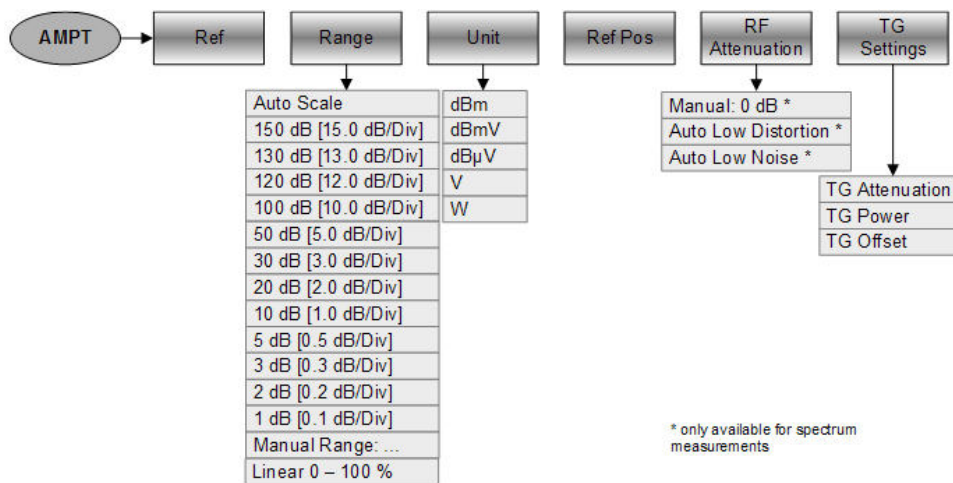 AMPT
Ref
Range
Unit
Ref Pos
RF
Attenuation
TG
Settings
Auto Scale
150 dB [15.0 dB/Div]
130 dB [13.0 dB/Div]
120 dB [12.0 dB/Div]
100 dB [10.0 dB/Div]
50 dB [5.0 dB/Div]
30 dB [3.0 dB/Div]
20 dB [2.0 dB/Div]
10 dB [1.0 dB/Div]
5 dB [0.5 dB/Div]
3 dB [0.3 dB/Div]
2 dB [0.2 dB/Div]
1 dB [0.1 dB/Div]
Manual Range: ...
Linear 0 – 100 %
dBm
dBmV
dBµV
V
W
Manual: 0 dB *
Auto Low Distortion *
Auto Low Noise *
TG Attenuation
TG Power
TG Offset
* only available for spectrum
measurements